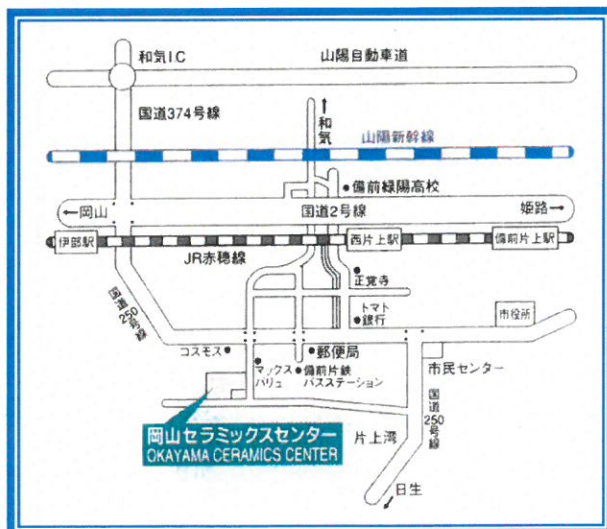 和気IC
山陽自動車道
国道374号線
和気
山陽新幹線
備前緑陽高校
←岡山
国道2号線
姫路→
伊部駅
西片上駅
備前片上駅
JR赤穂線
正覚寺
国道250号線
トマト
銀行
市役所
コスモス
郵便局
マックス
バリュ
備前片鉄
バスステーション
市民センター
国道250号線
岡山セラミックスセンター
OKAYAMA CERAMICS CENTER
片上湾
日生